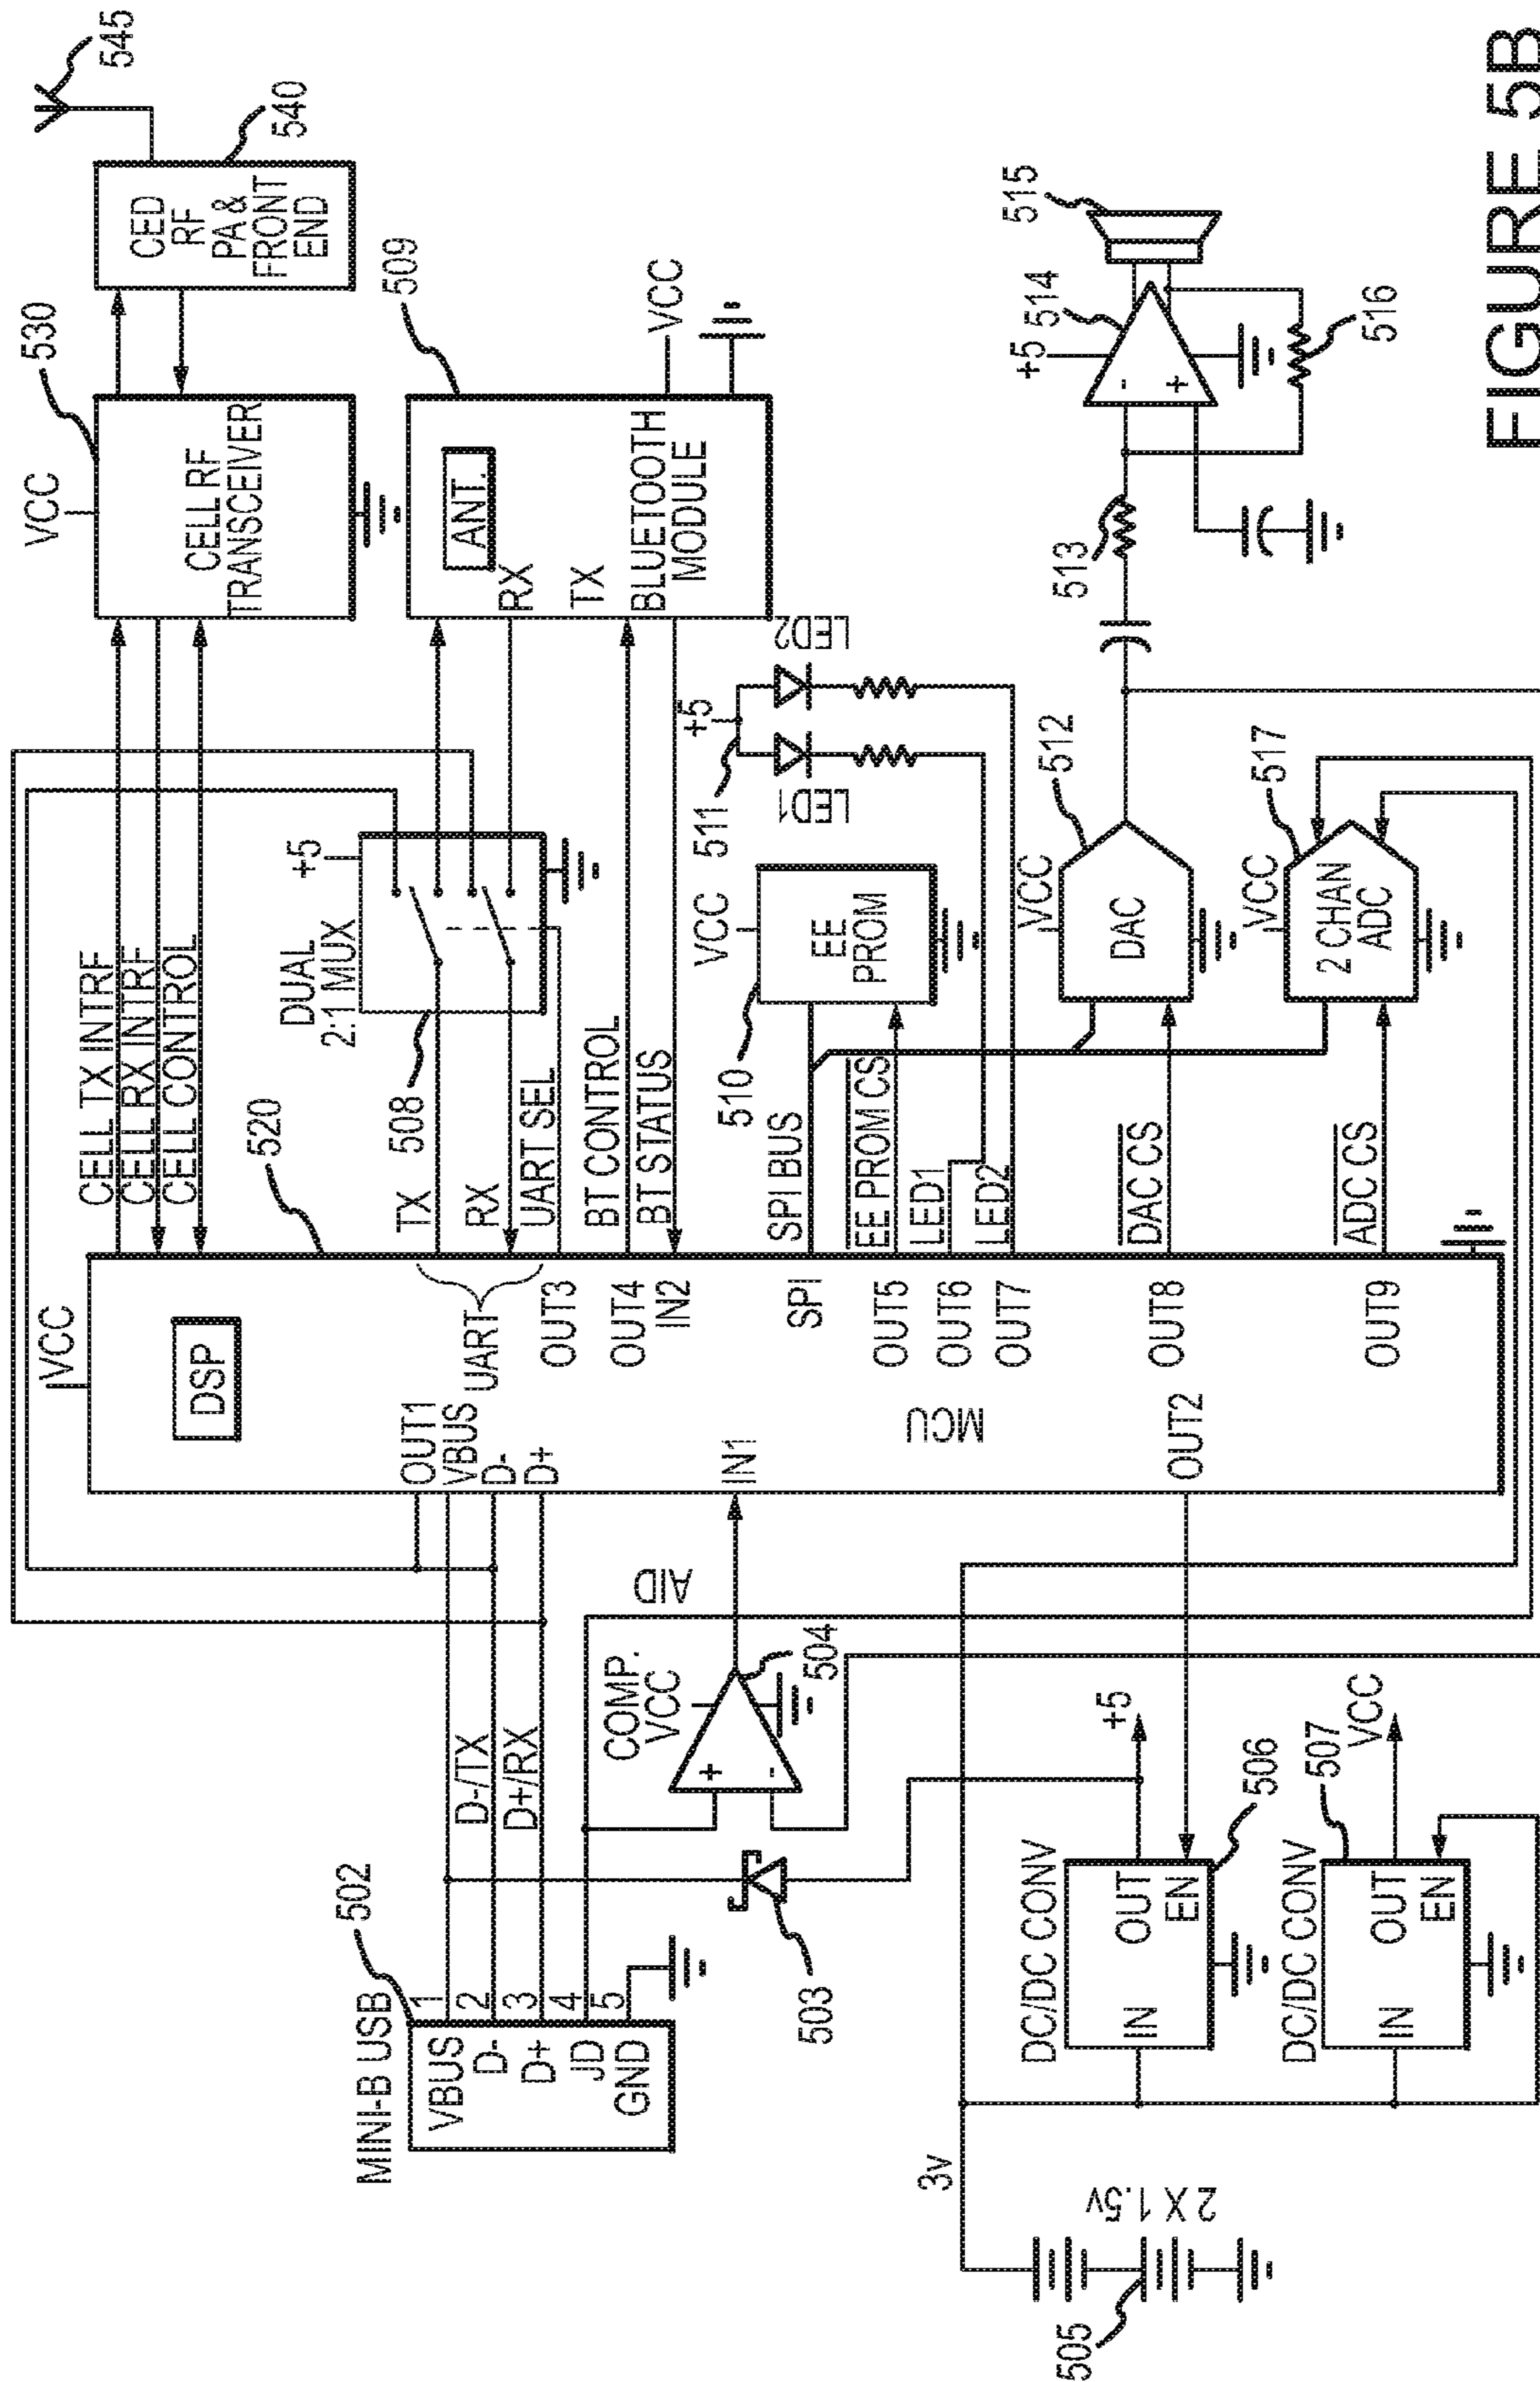 MINI-B USB
502
VBUS
D-
D+
JD
GND
1
2
3
4
5
D-/TX
D+/RX
503
COMP.
VCC
504
AID
3v
2 X 1.5v
505
DC/DC CONV
IN
OUT
EN
506
+5
DC/DC CONV
IN
OUT
EN
507
VCC
VCC
DSP
520
MCU
OUT1
VBUS
D-
D+
IN1
OUT2
UART
OUT3
OUT4
IN2
SPI
OUT5
OUT6
OUT7
OUT8
OUT9
CELL TX INTRF
CELL RX INTRF
CELL CONTROL
TX
RX
UART SEL
BT CONTROL
BT STATUS
SPI BUS
EE PROM CS
LED1
LED2
DAC CS
ADC CS
DUAL
2:1 MUX
+5
508
VCC
530
CELL RF
TRANSCEIVER
CED
RF
PA &
FRONT
END
540
545
509
ANT.
RX
TX
BLUETOOTH
MODULE
VCC
510
VCC
EE
PROM
511
+5
LED1
LED2
VCC
DAC
512
VCC
2 CHAN
ADC
517
513
+5
514
-
+
515
516
+
-
FIGURE 5B